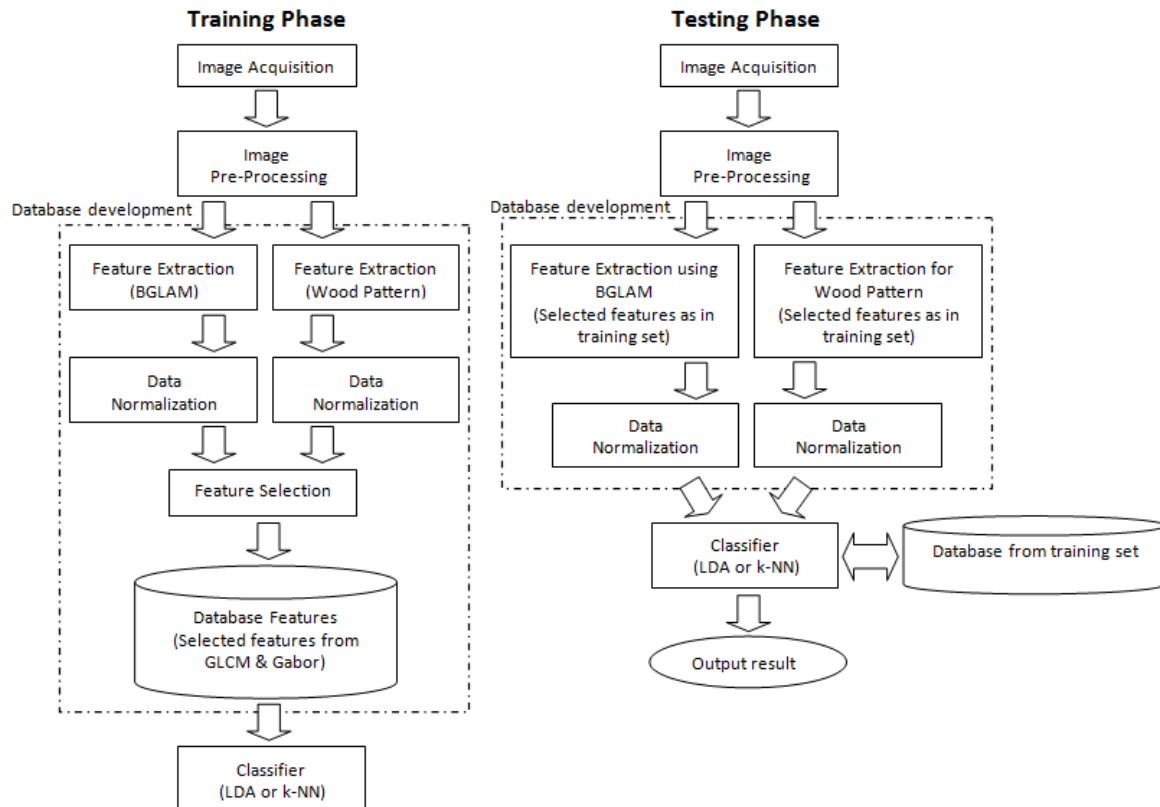 Training Phase
Image Acquisition
Image
Pre-Processing
Database development
Feature Extraction
(BGLAM)
Feature Extraction
(Wood Pattern)
Data
Normalization
Data
Normalization
Feature Selection
Database Features
(Selected features from
GLCM & Gabor)
Classifier
(LDA or k-NN)
Testing Phase
Image Acquisition
Image
Pre-Processing
Database development
Feature Extraction using
BGLAM
(Selected features as in
training set)
Feature Extraction for
Wood Pattern
(Selected features as in
training set)
Data
Normalization
Data
Normalization
Classifier
(LDA or k-NN)
Database from training set
Output result